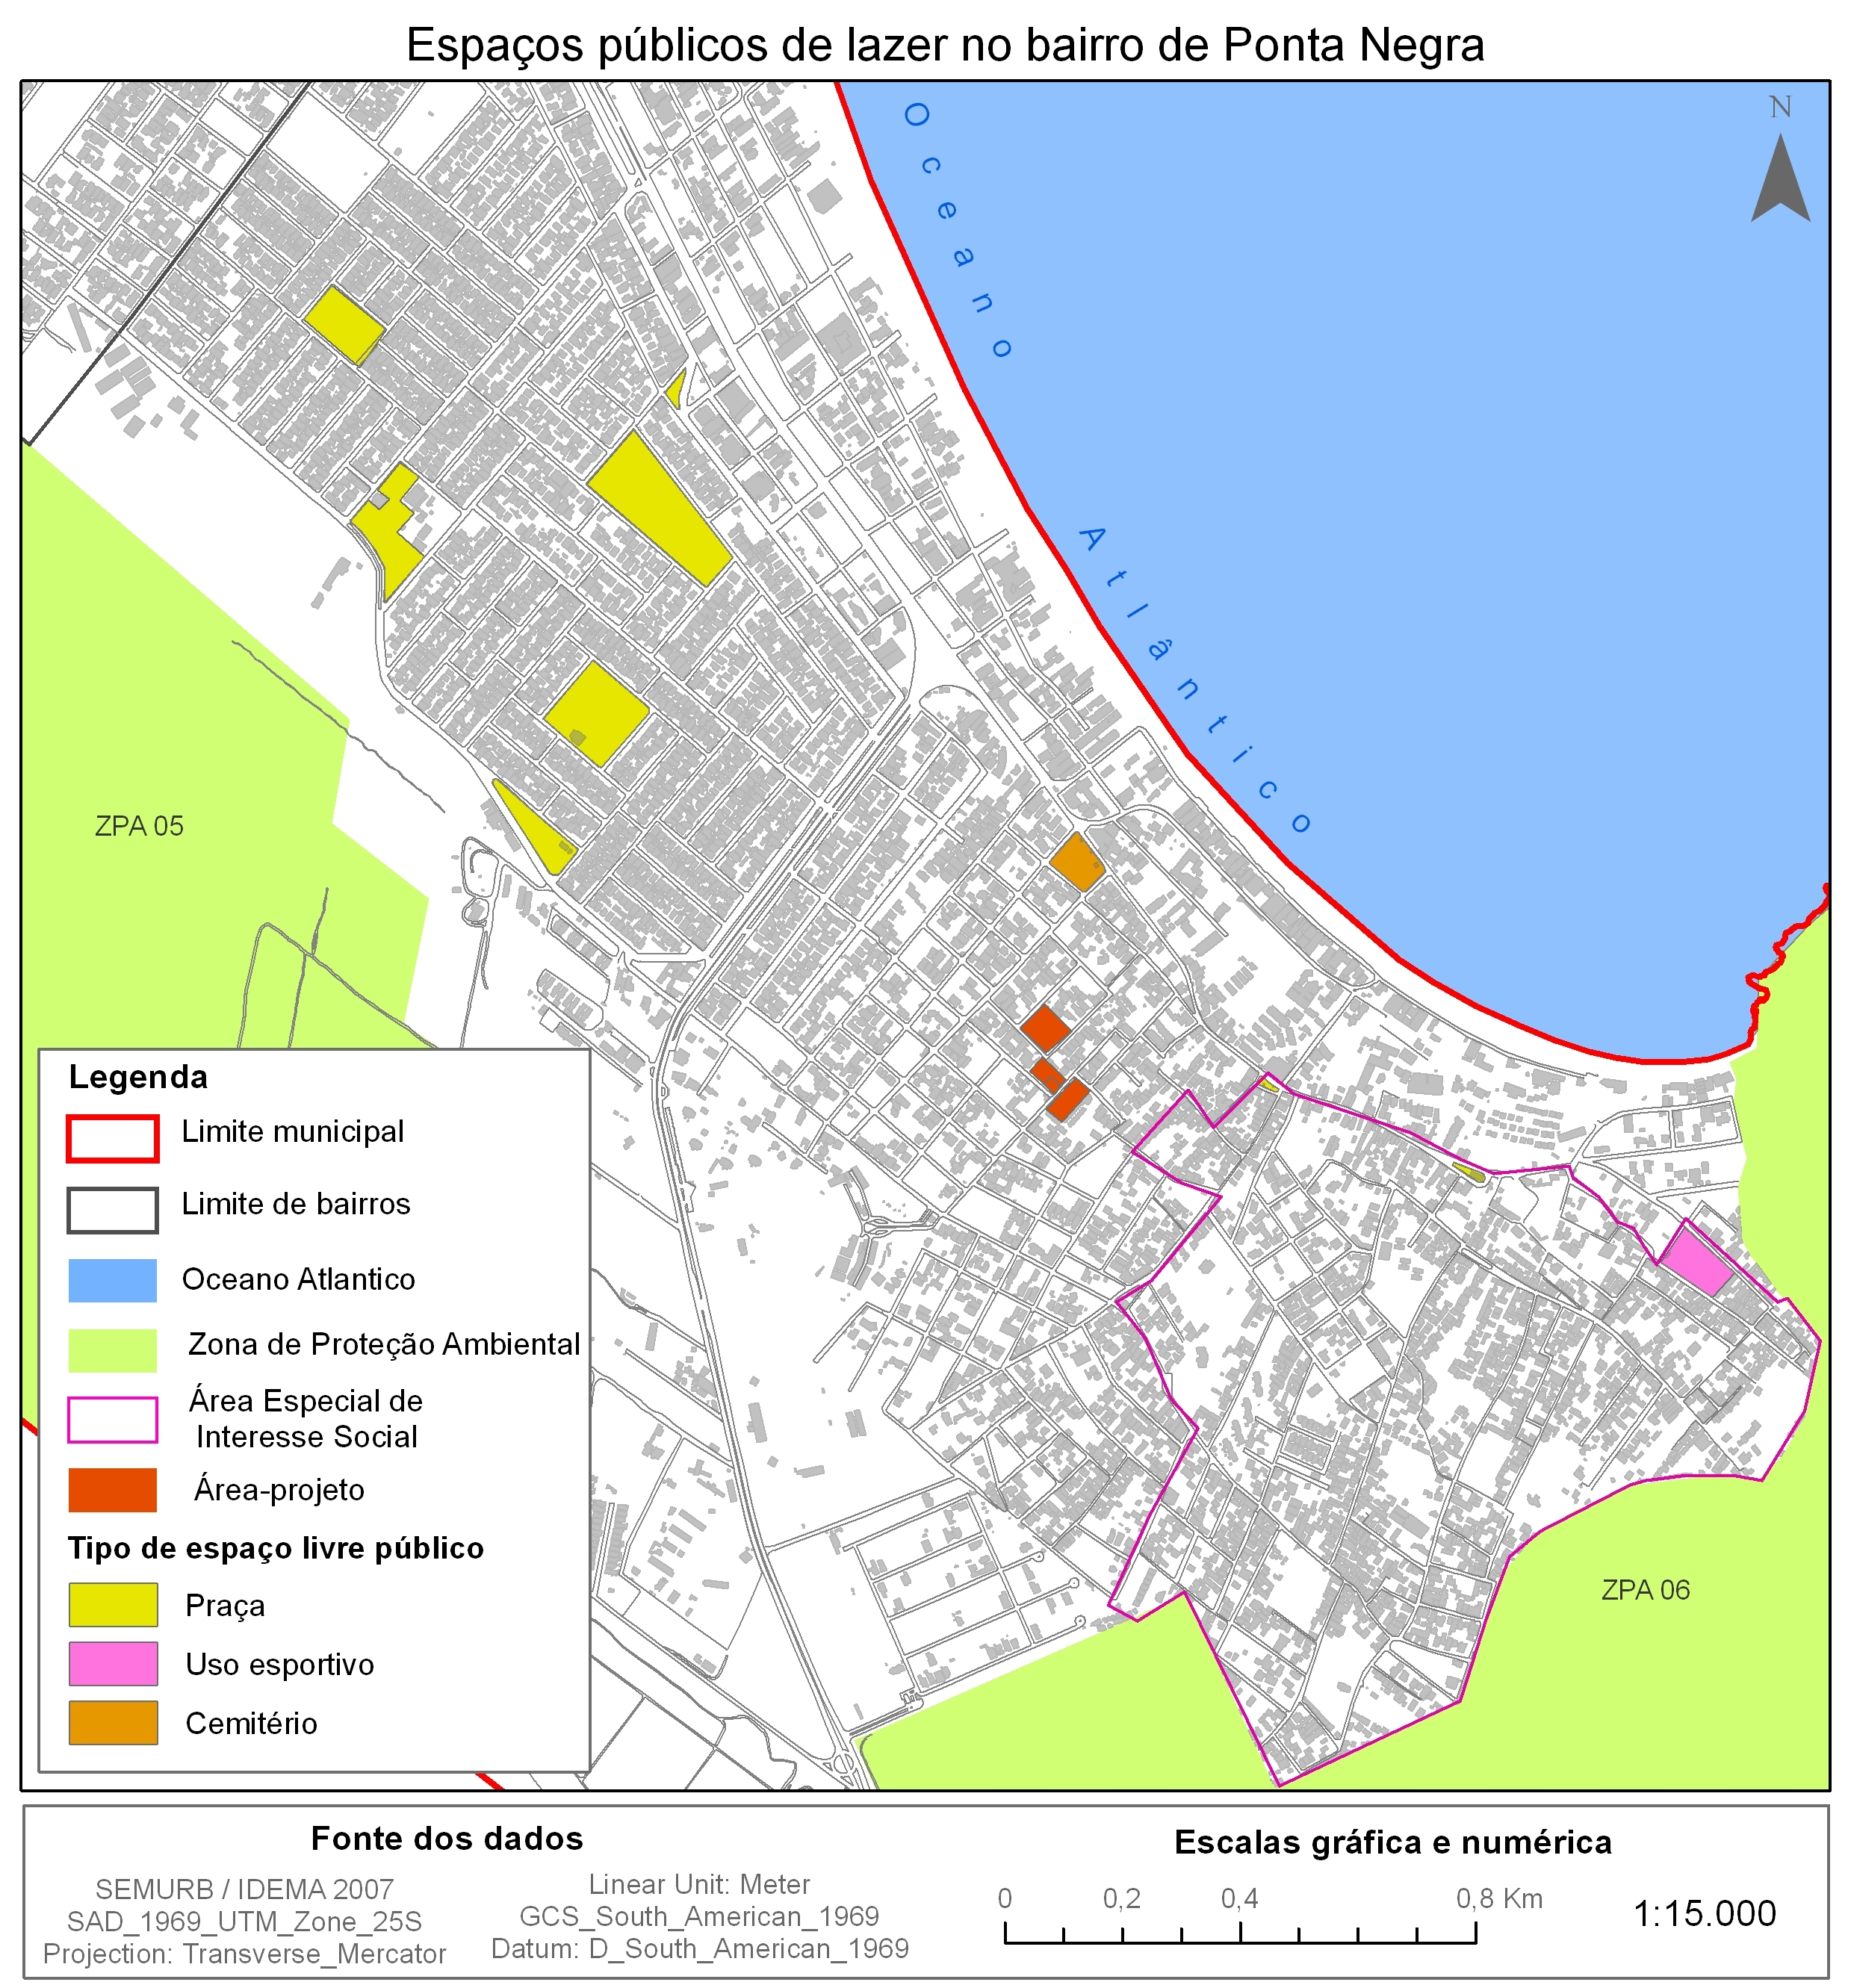 Espaços públicos de lazer no bairro de Ponta Negra
N
Oceano Atlântico
ZPA 05
ZPA 06
Legenda
Limite municipal
Limite de bairros
Oceano Atlantico
Zona de Proteção Ambiental
Área Especial de
Interesse Social
Área-projeto
Tipo de espaço livre público
Praça
Uso esportivo
Cemitério
Fonte dos dados
SEMURB / IDEMA 2007
SAD_1969_UTM_Zone_25S
Projection: Transverse_Mercator
Linear Unit: Meter
GCS_South_American_1969
Datum: D_South_American_1969
Escalas gráfica e numérica
0 0,2 0,4 0,8 Km
1:15.000